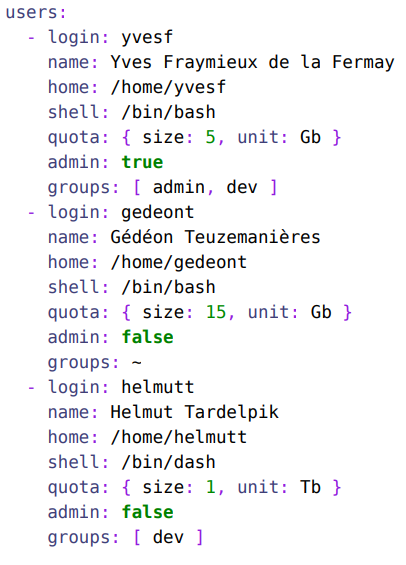 users:
  - login: yvesf
    name: Yves Fraymieux de la Fermay
    home: /home/yvesf
    shell: /bin/bash
    quota: { size: 5, unit: Gb }
    admin: true
    groups: [ admin, dev ]
  - login: gedeont
    name: Gédéon Teuzemanières
    home: /home/gedeont
    shell: /bin/bash
    quota: { size: 15, unit: Gb }
    admin: false
    groups: ~
  - login: helmutt
    name: Helmut Tardelpik
    home: /home/helmutt
    shell: /bin/dash
    quota: { size: 1, unit: Tb }
    admin: false
    groups: [ dev ]